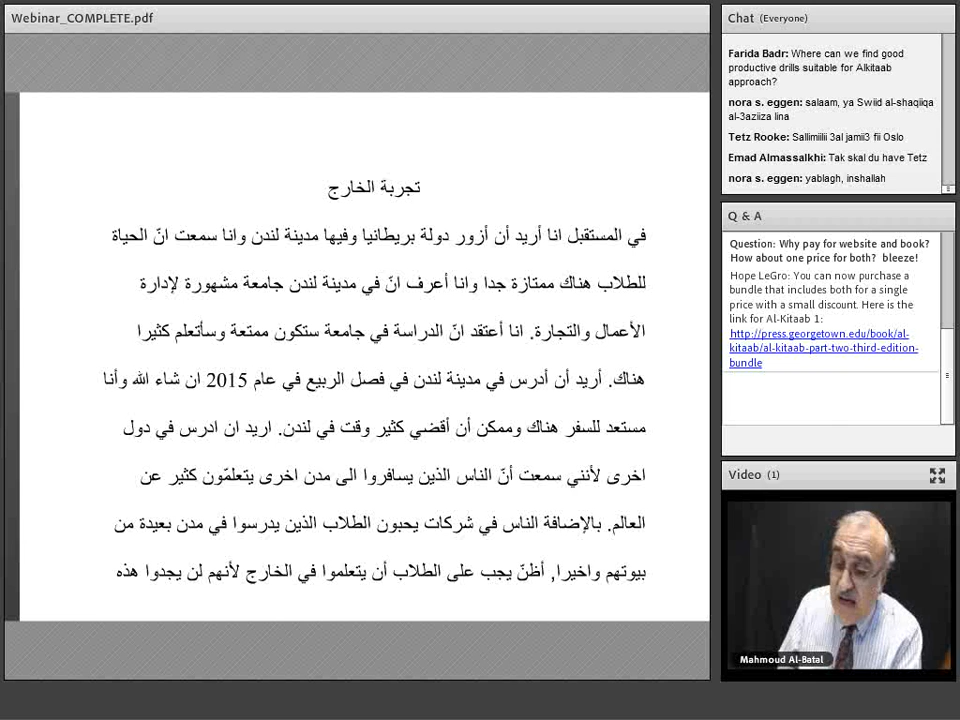 Webinar_COMPLETE.pdf
تجربة الخارج
في المستقبل انا أريد أن أزور دولة بريطانيا وفيها مدينة لندن وانا سمعت انّ الحياة
للطلاب هناك ممتازة جدا وانا أعرف انّ في مدينة لندن جامعة مشهورة لإدارة
الأعمال والتجارة. انا أعتقد انّ الدراسة في جامعة ستكون ممتعة وسأتعلم كثيرا
هناك. أريد أن أدرس في مدينة لندن في فصل الربيع في عام 2015 ان شاء الله وأنا
مستعد للسفر هناك وممكن أن أقضي كثير وقت في لندن. اريد ان ادرس في دول
اخرى لأنني سمعت أنّ الناس الذين يسافروا الى مدن اخرى يتعلمّون كثير عن
العالم. بالإضافة الناس في شركات يحبون الطلاب الذين يدرسوا في مدن بعيدة من
بيوتهم واخيرا, أظنّ يجب على الطلاب أن يتعلموا في الخارج لأنهم لن يجدوا هذه
Chat (Everyone)
Farida Badr: Where can we find good
productive drills suitable for Alkitaab
approach?
nora s. eggen: salaam, ya Swiid al-shaqiiqa
al-3aziiza lina
Tetz Rooke: Sallimiilii 3al jamii3 fii Oslo
Emad Almassalkhi: Tak skal du have Tetz
nora s. eggen: yablagh, inshallah
Q & A
Question: Why pay for website and book?
How about one price for both? bleeze!
Hope LeGro: You can now purchase a
bundle that includes both for a single
price with a small discount. Here is the
link for Al-Kitaab 1:
http://press.georgetown.edu/book/al-
kitaab/al-kitaab-part-two-third-edition-
bundle
Video (1)
Mahmoud Al-Batal